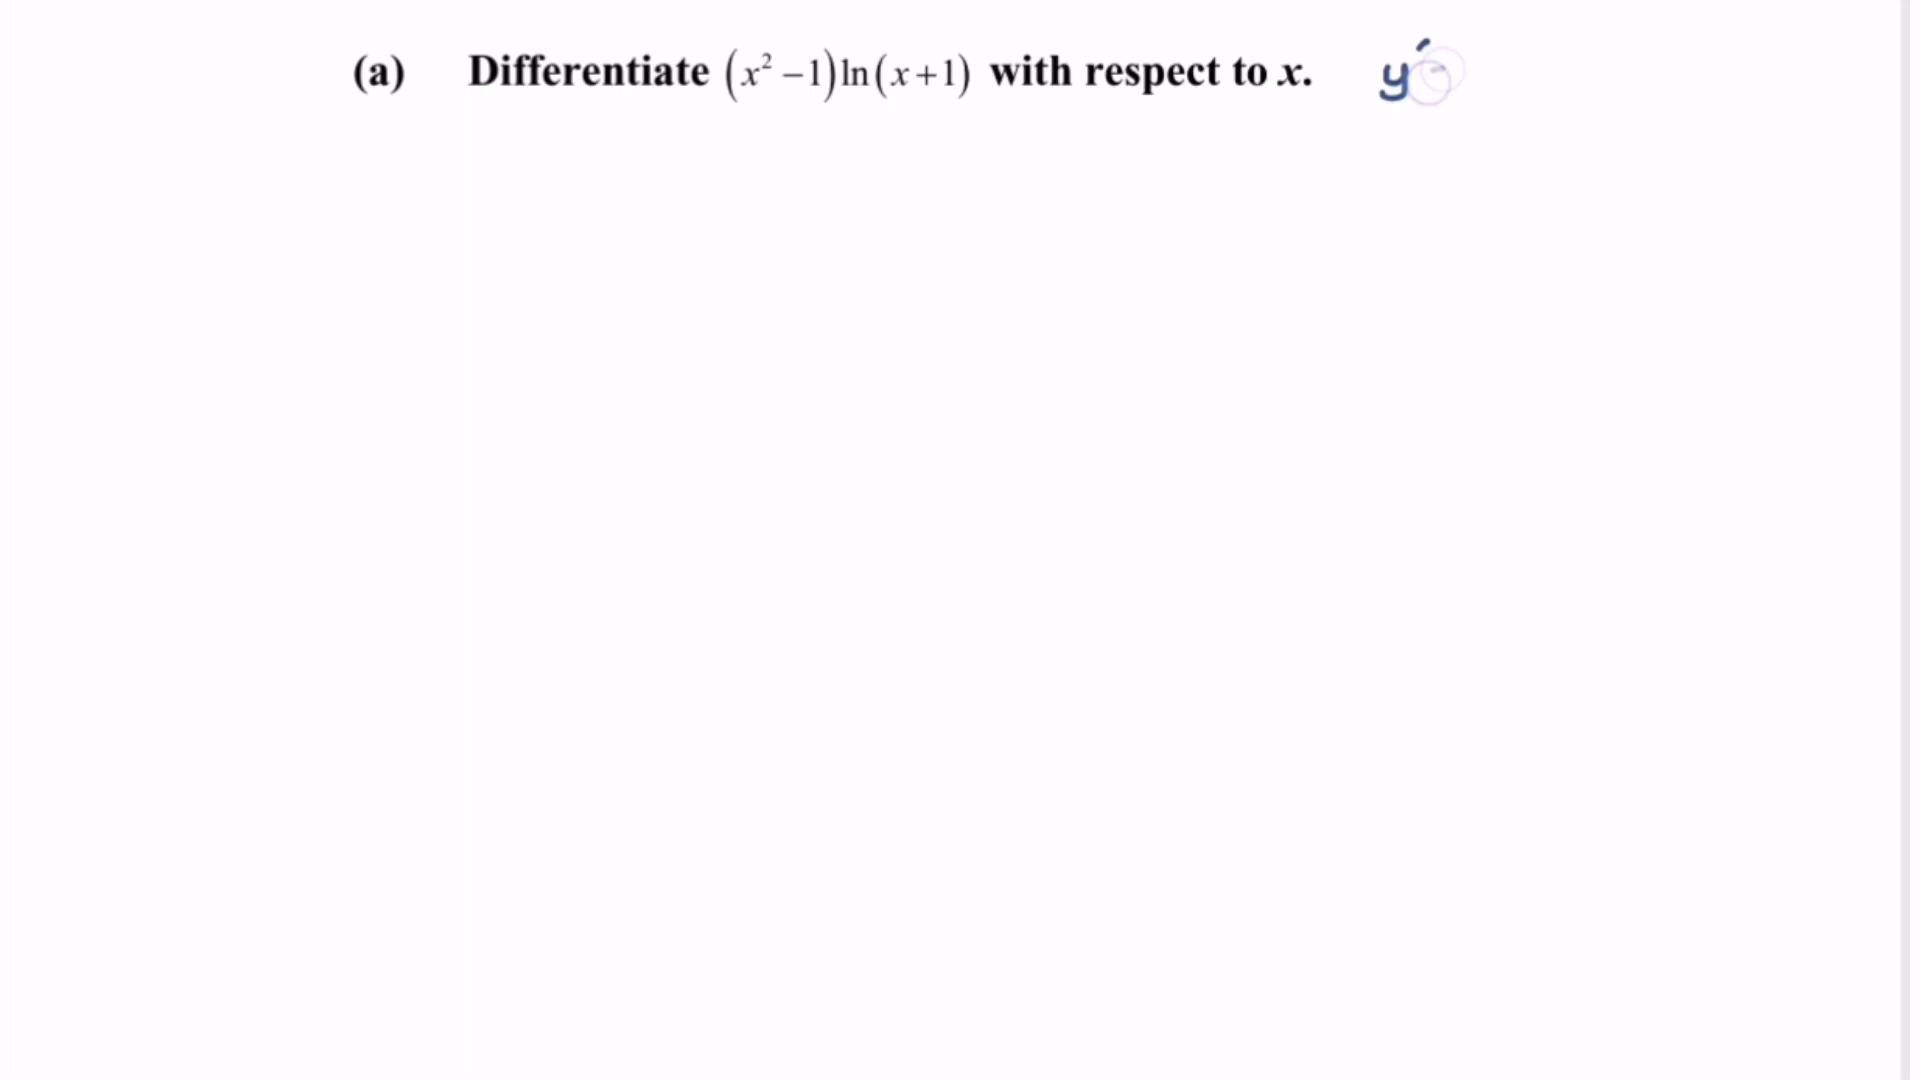 (a) Differentiate (x² − 1) ln(x + 1) with respect to x. y′